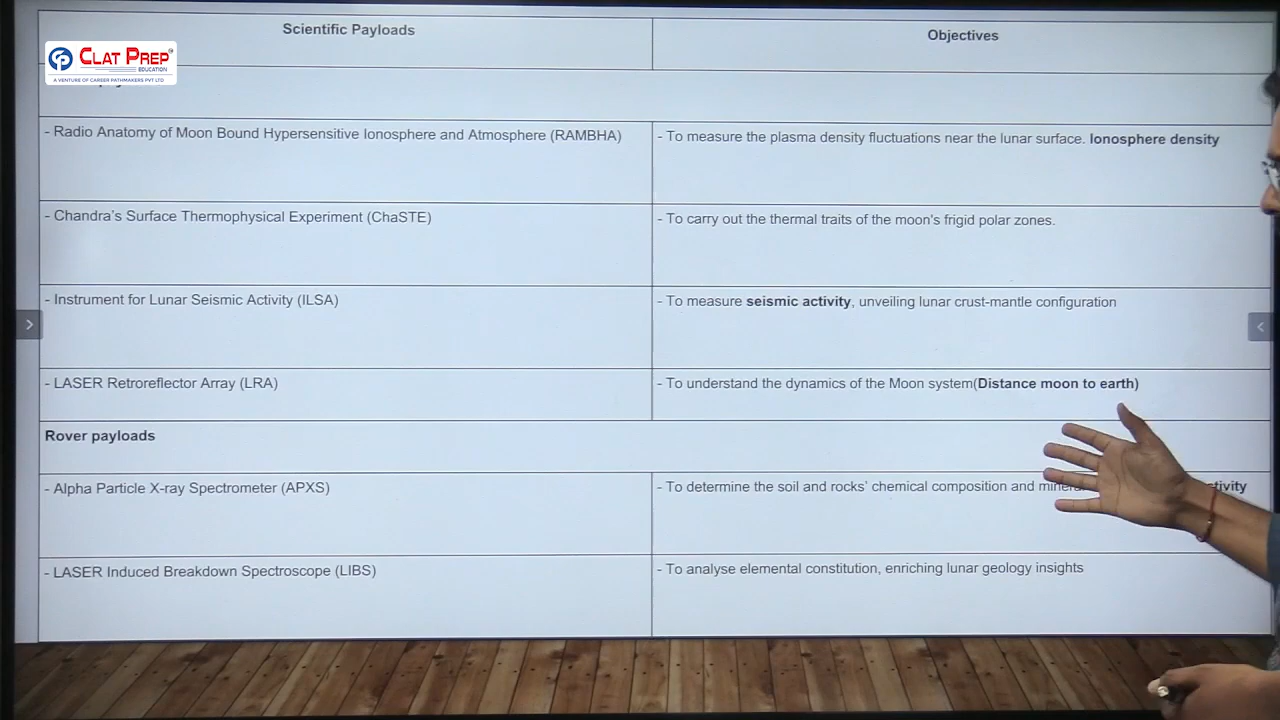 Scientific Payloads
Objectives
CLAT PREP
EDUCATION
A VENTURE OF CAREER PATHMAKERS PVT LTD
- Radio Anatomy of Moon Bound Hypersensitive Ionosphere and Atmosphere (RAMBHA)
- To measure the plasma density fluctuations near the lunar surface. Ionosphere density
- Chandra's Surface Thermophysical Experiment (ChaSTE)
- To carry out the thermal traits of the moon's frigid polar zones.
- Instrument for Lunar Seismic Activity (ILSA)
- To measure seismic activity, unveiling lunar crust-mantle configuration
- LASER Retroreflector Array (LRA)
- To understand the dynamics of the Moon system(Distance moon to earth)
Rover payloads
- Alpha Particle X-ray Spectrometer (APXS)
- To determine the soil and rocks' chemical composition and
- LASER Induced Breakdown Spectroscope (LIBS)
- To analyse elemental constitution, enriching lunar geology insights